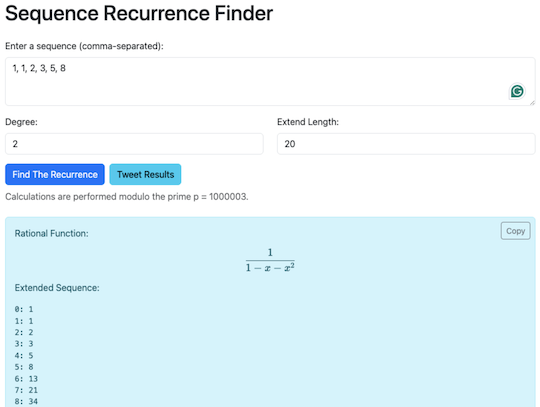 Sequence Recurrence Finder
Enter a sequence (comma-separated):
1, 1, 2, 3, 5, 8
Degree:
Extend Length:
2
20
Find The Recurrence
Tweet Results
Calculations are performed modulo the prime p = 1000003.
Copy
Rational Function:
1
1 − x − x²
Extended Sequence:
0: 1
1: 1
2: 2
3: 3
4: 5
5: 8
6: 13
7: 21
8: 34